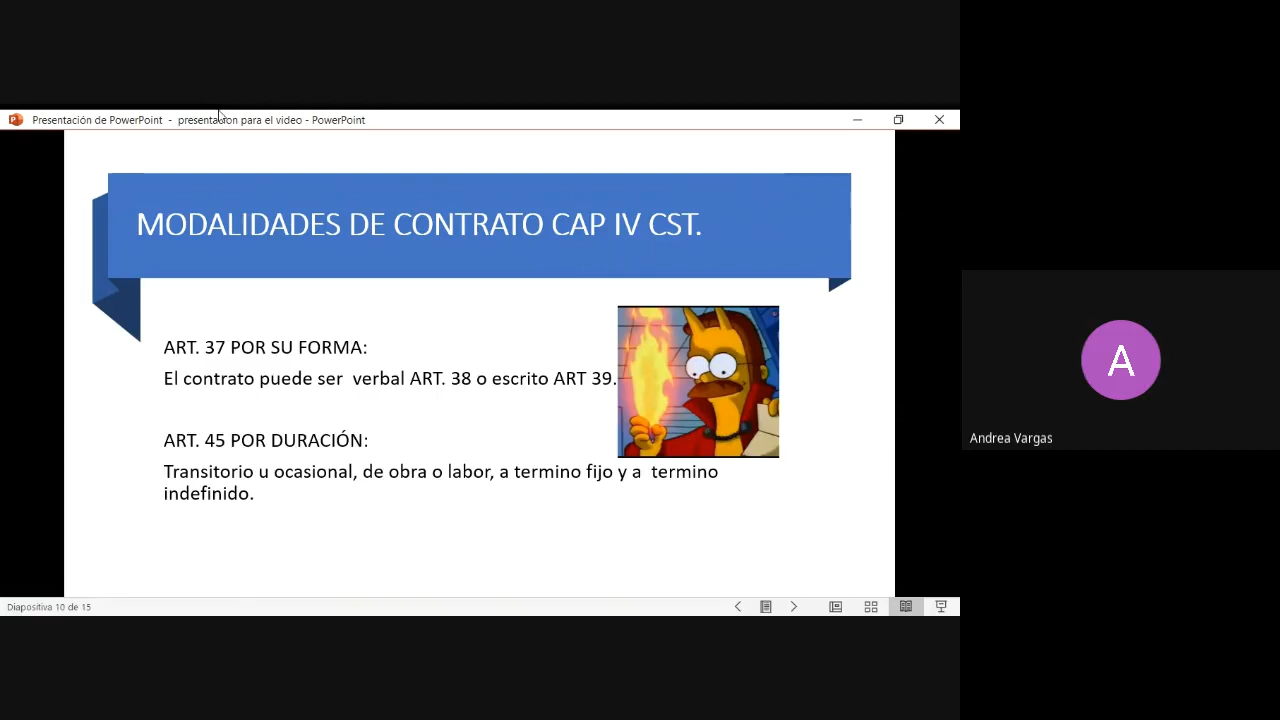 Presentación de PowerPoint - presentacion para el video - PowerPoint
MODALIDADES DE CONTRATO CAP IV CST.
ART. 37 POR SU FORMA:
El contrato puede ser verbal ART. 38 o escrito ART 39.
ART. 45 POR DURACIÓN:
Transitorio u ocasional, de obra o labor, a termino fijo y a termino
indefinido.
Diapositiva 10 de 15
A
Andrea Vargas